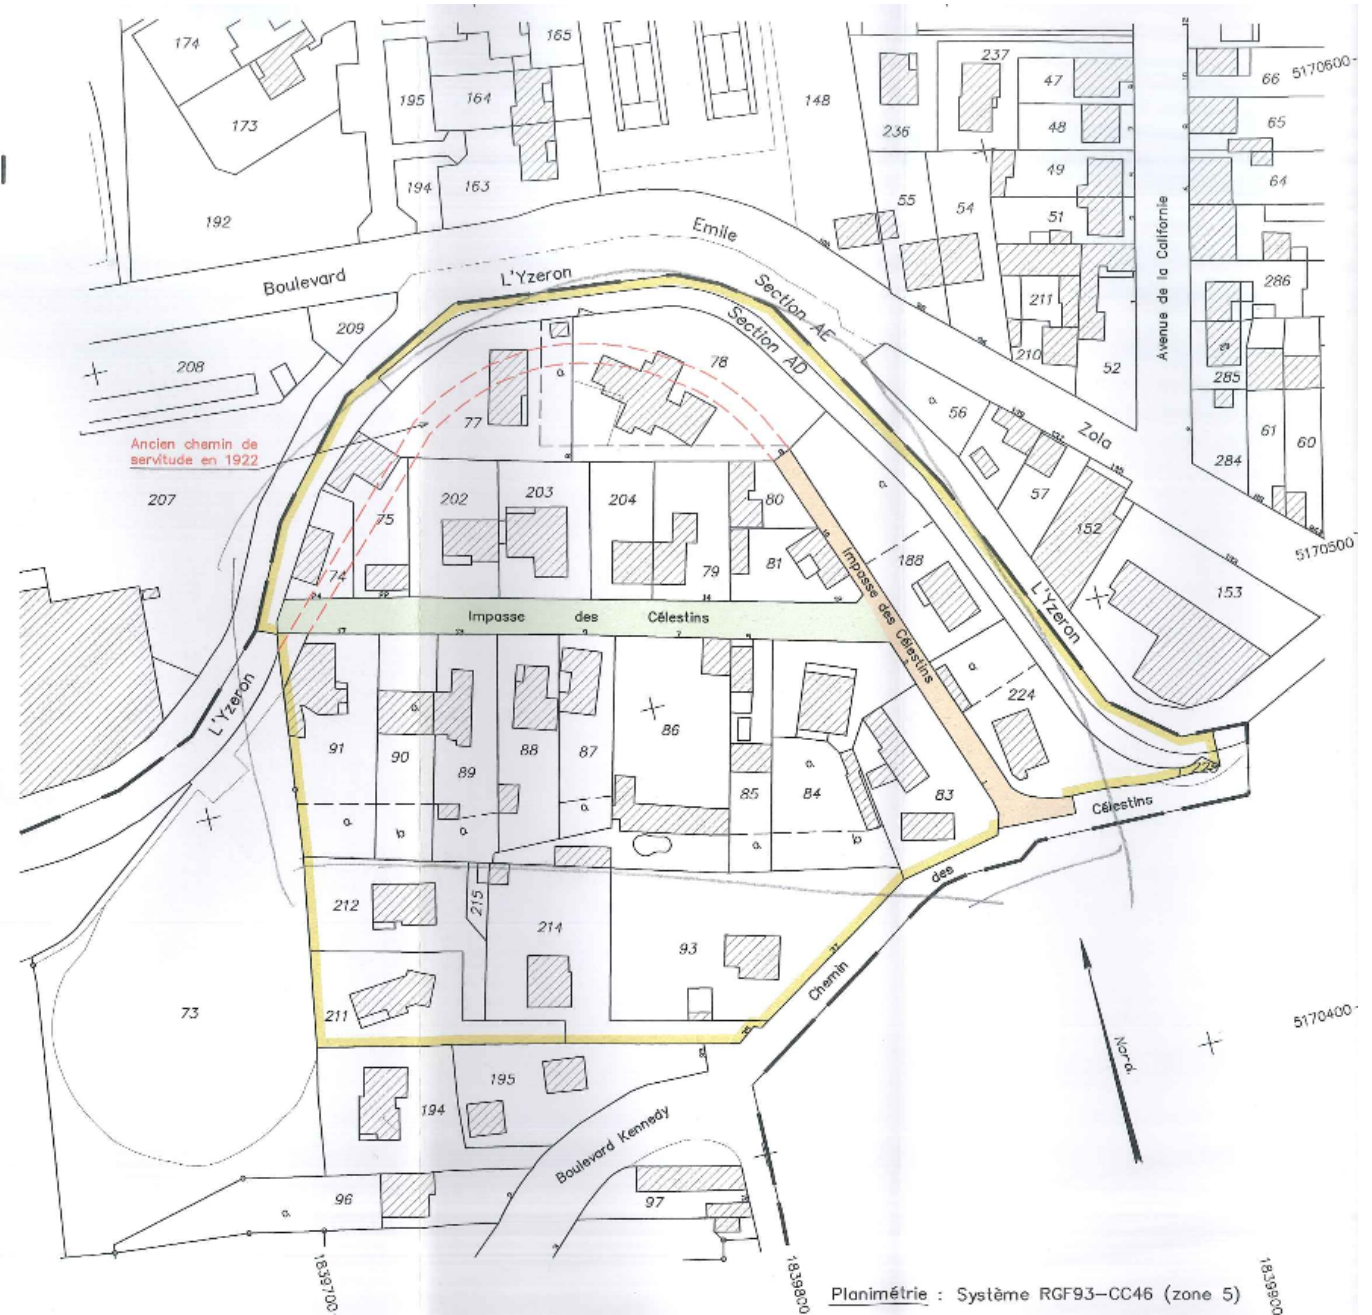 174
165
195
164
173
148
237
47
66
5170600
236
48
65
49
64
194
163
192
55
54
51
Emile
Avenue de la Californie
Boulevard
L'Yzeron
Section AE
Section AD
286
211
209
210
52
208
78
a
a
285
77
56
a
Zola
Ancien chemin de
servitude en 1922
61
60
284
207
202
203
204
80
a
57
152
75
5170500
74
79
81
188
153
Impasse des Célestins
Impasse des Célestins
L'Yzeron
L'Yzeron
a
224
91
a
90
89
88
87
86
a
85
84
83
225
a
b
a
a
a
b
Célestins
des
212
215
214
93
Chemin
211
73
5170400
Nord
194
195
Boulevard Kennedy
96
a
97
1839700
1839800
1839900
Planimétrie : Système RGF93-CC46 (zone 5)